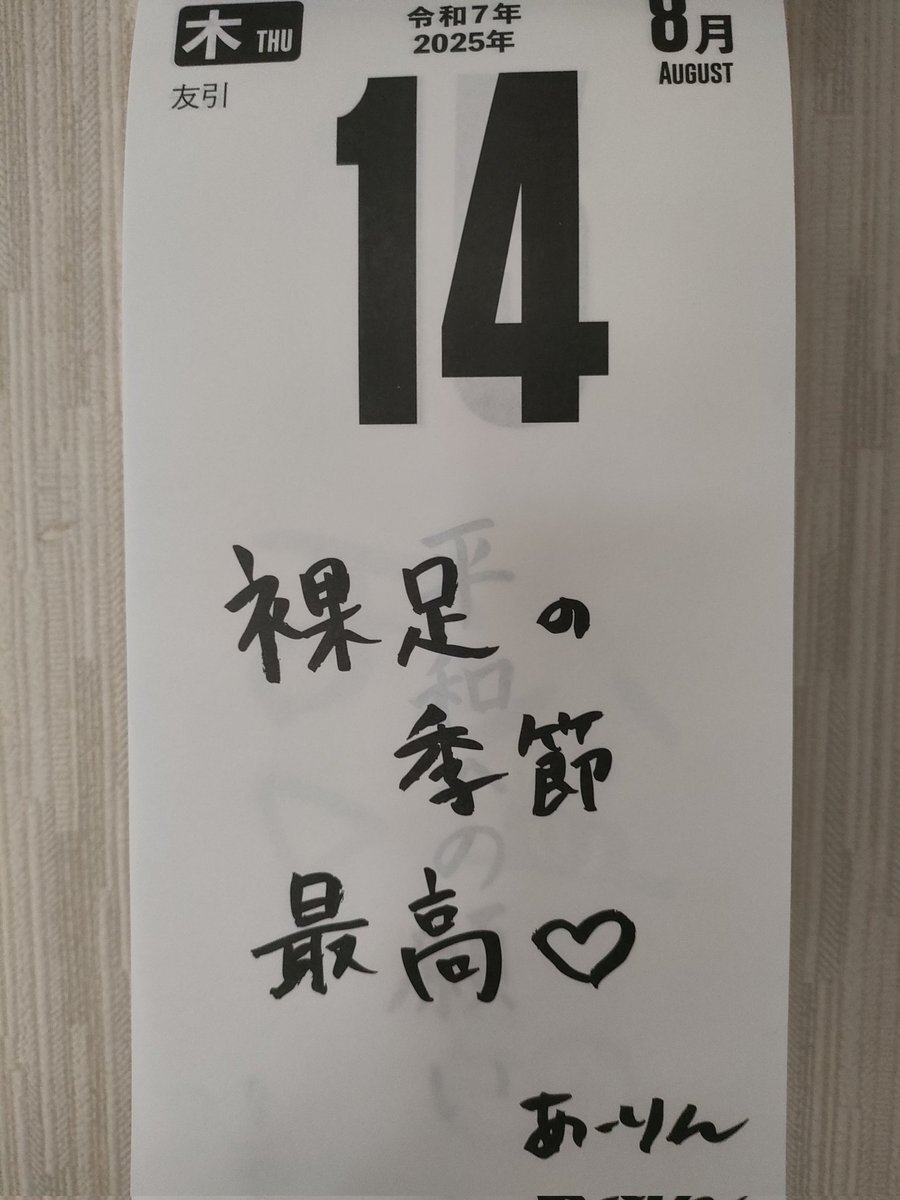 木 THU
令和7年
2025年
8月
AUGUST
友引
14
裸足の
季節
最高♡
あーりん